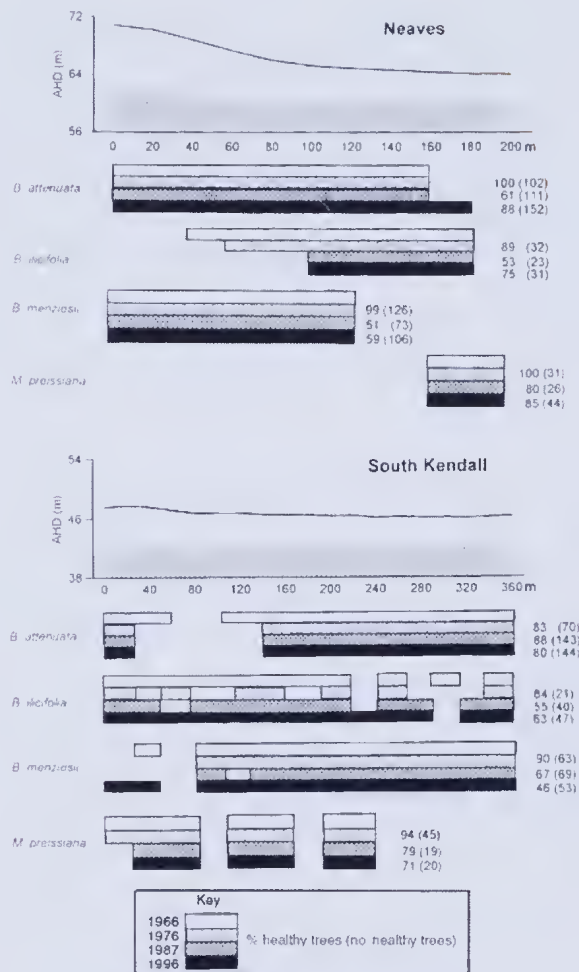 Neaves
72
64
56
AHD (m)
0 20 40 60 80 100 120 140 160 180 200 m
B. attenuata
100 (102)
61 (111)
88 (152)
B. ilicifolia
89 (32)
53 (23)
75 (31)
B. menziesii
99 (126)
51 (73)
59 (106)
M. preissiana
100 (31)
80 (26)
85 (44)
South Kendall
54
46
38
AHD (m)
0 40 80 120 160 200 240 280 320 360 m
B. attenuata
83 (70)
88 (143)
80 (144)
B. ilicifolia
84 (21)
55 (40)
63 (47)
B. menziesii
90 (63)
67 (69)
46 (53)
M. preissiana
94 (45)
79 (19)
71 (20)
Key
1966
1976
1987
1996
% healthy trees (no healthy trees)